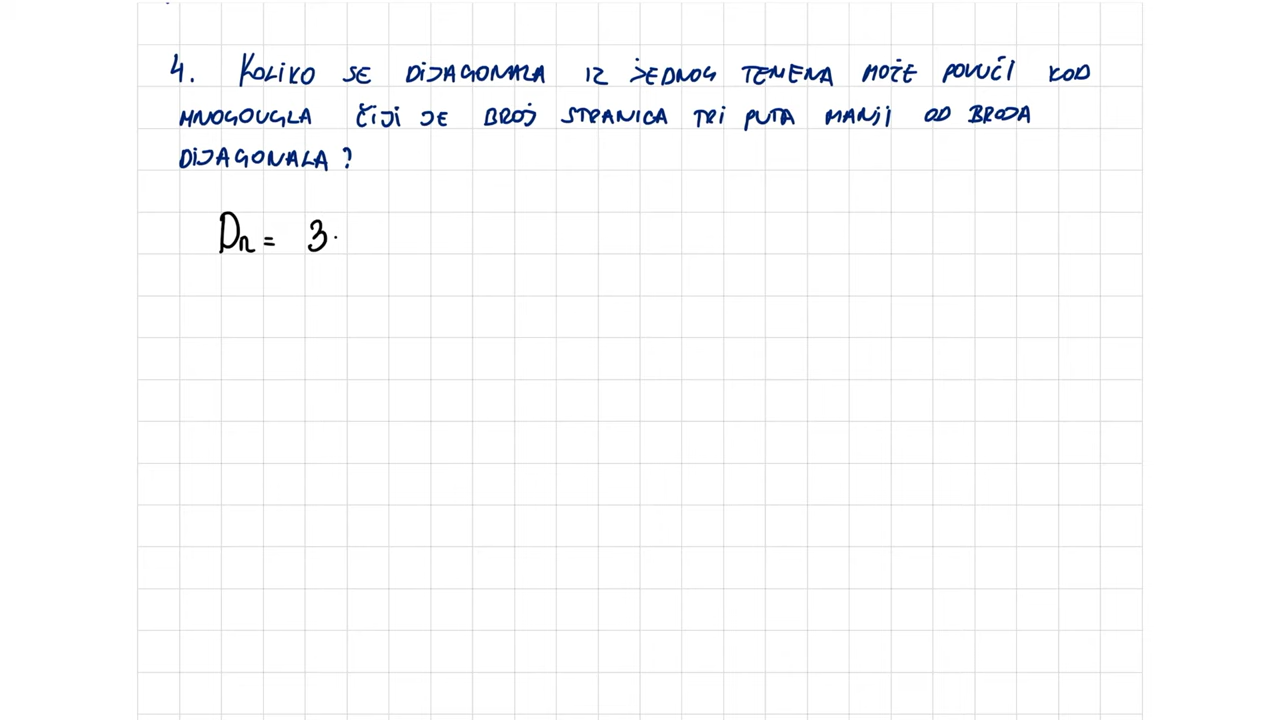 4. KOLIKO SE DIJAGONALA IZ JEDNOG TEMENA MOŽE POVUĆI KOD
MNOGOUGLA ČIJI JE BROJ STRANICA TRI PUTA MANJI OD BROJA
DIJAGONALA?
Dn = 3·